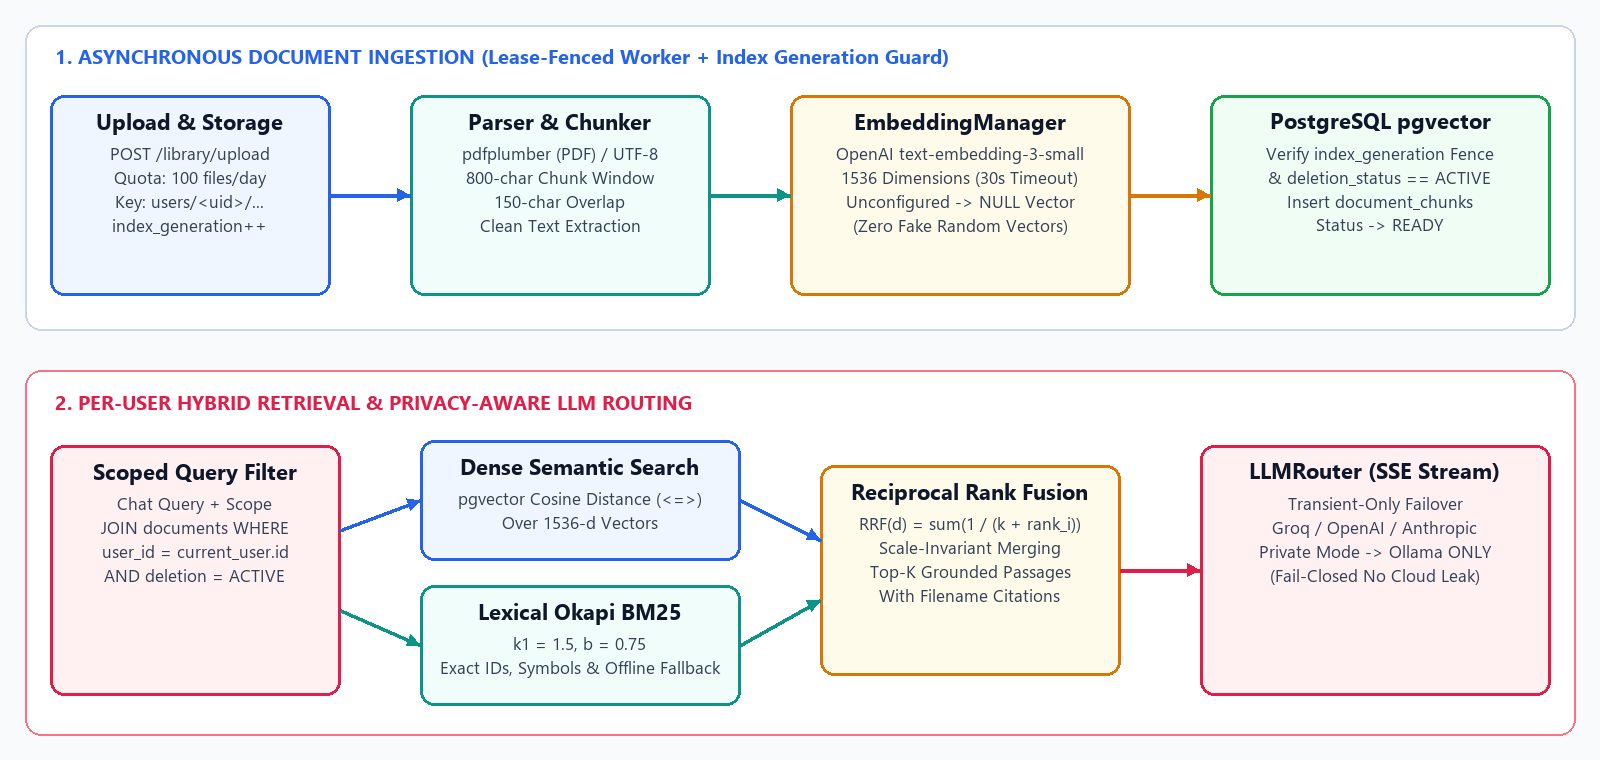 1. ASYNCHRONOUS DOCUMENT INGESTION (Lease-Fenced Worker + Index Generation Guard)
Upload & Storage
POST /library/upload
Quota: 100 files/day
Key: users/<uid>/...
index_generation++
Parser & Chunker
pdfplumber (PDF) / UTF-8
800-char Chunk Window
150-char Overlap
Clean Text Extraction
EmbeddingManager
OpenAI text-embedding-3-small
1536 Dimensions (30s Timeout)
Unconfigured -> NULL Vector
(Zero Fake Random Vectors)
PostgreSQL pgvector
Verify index_generation Fence
& deletion_status == ACTIVE
Insert document_chunks
Status -> READY
2. PER-USER HYBRID RETRIEVAL & PRIVACY-AWARE LLM ROUTING
Scoped Query Filter
Chat Query + Scope
JOIN documents WHERE
user_id = current_user.id
AND deletion = ACTIVE
Dense Semantic Search
pgvector Cosine Distance (<=>)
Over 1536-d Vectors
Lexical Okapi BM25
k1 = 1.5, b = 0.75
Exact IDs, Symbols & Offline Fallback
Reciprocal Rank Fusion
RRF(d) = sum(1 / (k + rank_i))
Scale-Invariant Merging
Top-K Grounded Passages
With Filename Citations
LLMRouter (SSE Stream)
Transient-Only Failover
Groq / OpenAI / Anthropic
Private Mode -> Ollama ONLY
(Fail-Closed No Cloud Leak)